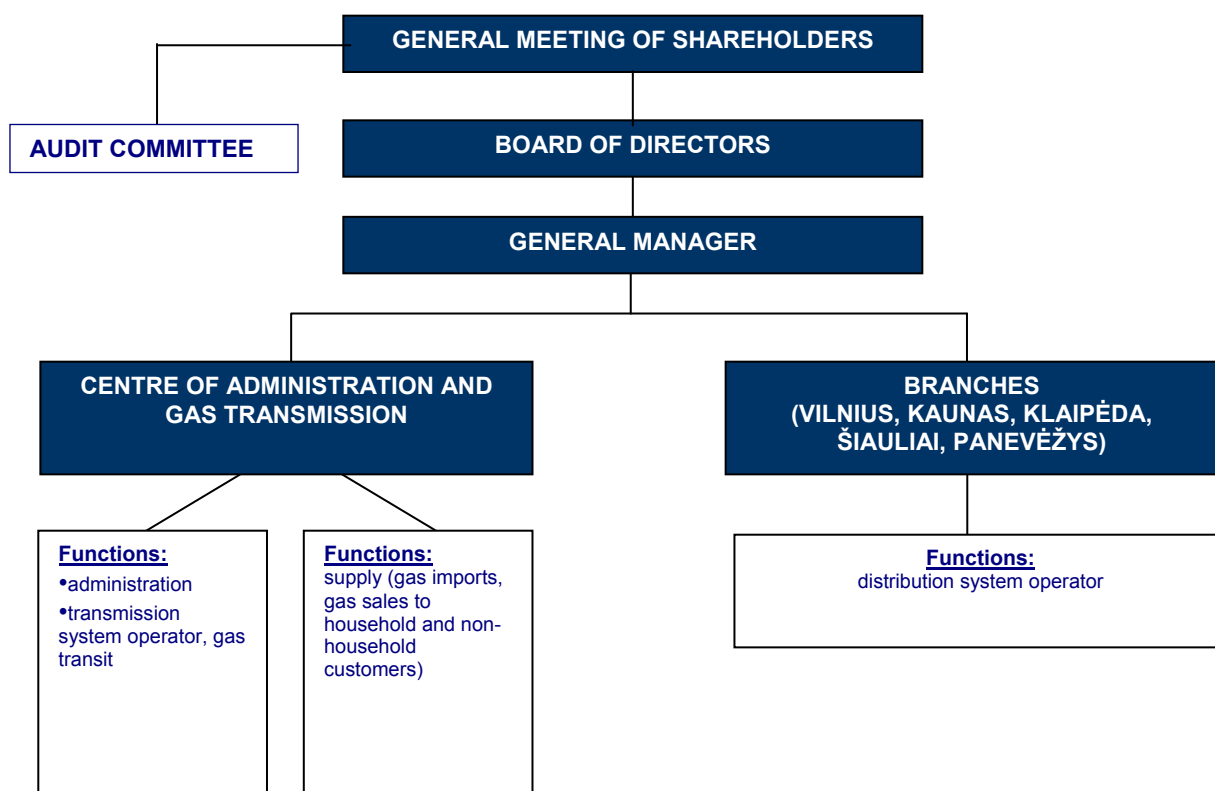 GENERAL MEETING OF SHAREHOLDERS
AUDIT COMMITTEE
BOARD OF DIRECTORS
GENERAL MANAGER
CENTRE OF ADMINISTRATION AND
GAS TRANSMISSION
BRANCHES
(VILNIUS, KAUNAS, KLAIPĖDA,
ŠIAULIAI, PANEVĖŽYS)
Functions:
•administration
•transmission
system operator, gas
transit
Functions:
supply (gas imports,
gas sales to
household and non-
household
customers)
Functions:
distribution system operator